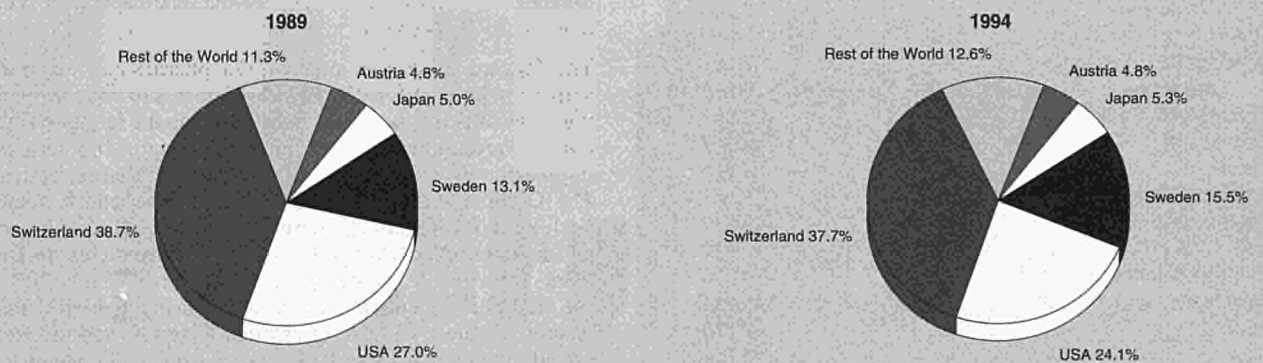 1989
Rest of the World 11.3%
Austria 4.8%
Japan 5.0%
Sweden 13.1%
Switzerland 38.7%
USA 27.0%
1994
Rest of the World 12.6%
Austria 4.8%
Japan 5.3%
Sweden 15.5%
Switzerland 37.7%
USA 24.1%